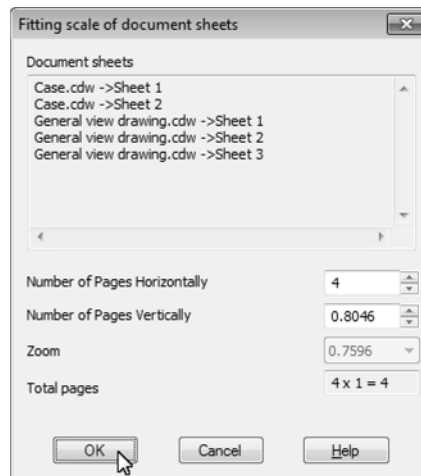 Fitting scale of document sheets
Document sheets
Case.cdw ->Sheet 1
Case.cdw ->Sheet 2
General view drawing.cdw ->Sheet 1
General view drawing.cdw ->Sheet 2
General view drawing.cdw ->Sheet 3
Number of Pages Horizontally 4
Number of Pages Vertically 0.8046
Zoom 0.7596
Total pages 4 x 1 = 4
OK Cancel Help